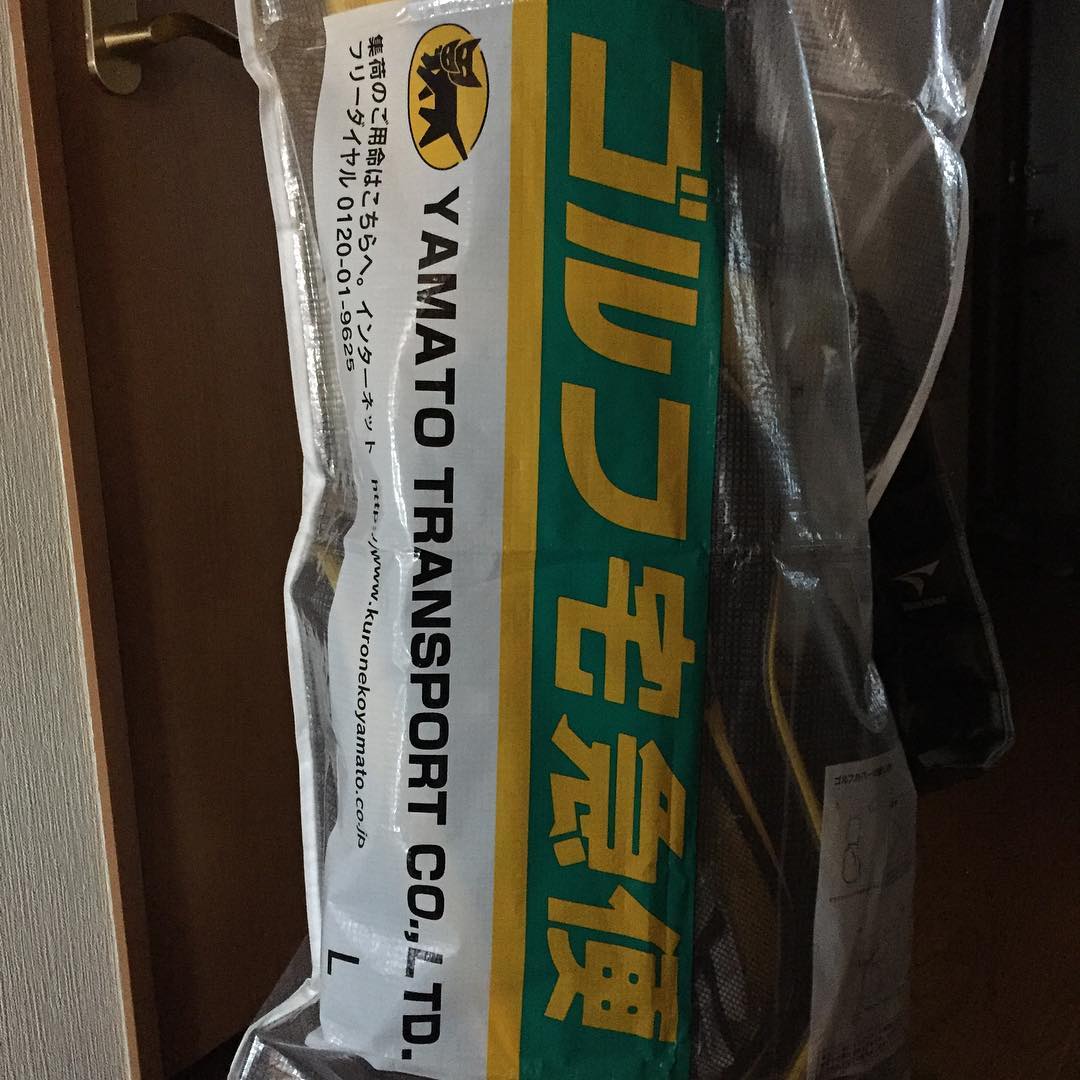 ゴルフ宅急便
YAMATO TRANSPORT CO.,LTD.
集荷のご用命はこちらへ。インターネット http://www.kuronekoyamato.co.jp
フリーダイヤル 0120-01-9625
L